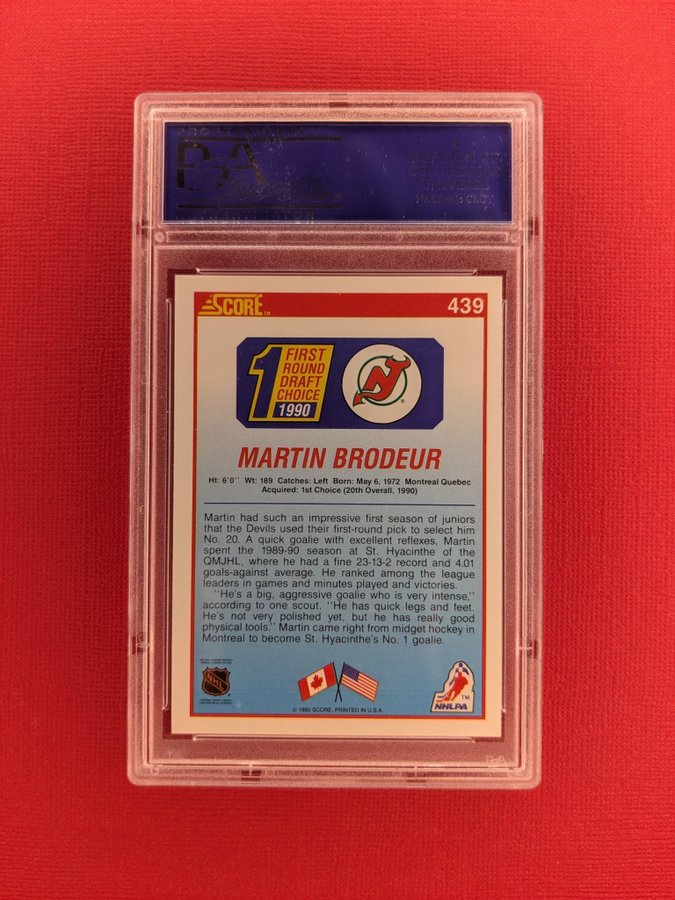 PSA
NASDAQ: CLCT
SCORE TM
439
1 FIRST
ROUND
DRAFT
CHOICE
1990
NJ ®
MARTIN BRODEUR
Ht: 6'0'' Wt: 189 Catches: Left Born: May 6, 1972 Montreal Quebec
Acquired: 1st Choice (20th Overall, 1990)
Martin had such an impressive first season of juniors
that the Devils used their first-round pick to select him
No. 20. A quick goalie with excellent reflexes, Martin
spent the 1989-90 season at St. Hyacinthe of the
QMJHL, where he had a fine 23-13-2 record and 4.01
goals-against average. He ranked among the league
leaders in games and minutes played and victories.
''He's a big, aggressive goalie who is very intense,''
according to one scout. ''He has quick legs and feet.
He's not very polished yet, but he has really good
physical tools.'' Martin came right from midget hockey in
Montreal to become St. Hyacinthe's No. 1 goalie.
NHL
NHLPA TM
© 1990 SCORE, PRINTED IN U.S.A.